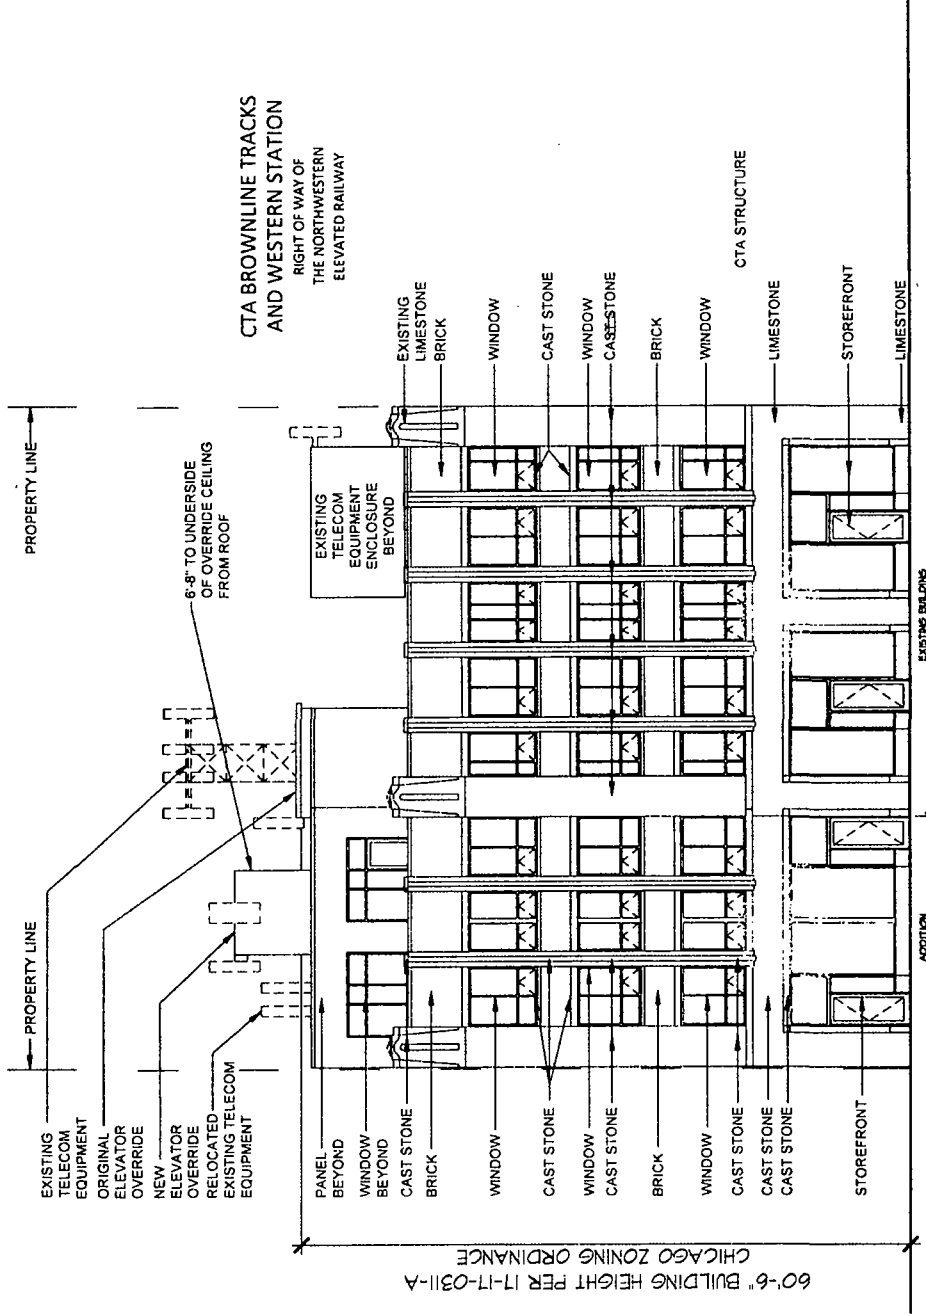 PROPERTY LINE
PROPERTY LINE
EXISTING
TELECOM
EQUIPMENT
ORIGINAL
ELEVATOR
OVERRIDE
NEW
ELEVATOR
OVERRIDE
RELOCATED
EXISTING TELECOM
EQUIPMENT
6'-8" TO UNDERSIDE
OF OVERRIDE CEILING
FROM ROOF
CTA BROWNLINE TRACKS
AND WESTERN STATION
RIGHT OF WAY OF
THE NORTHWESTERN
ELEVATED RAILWAY
EXISTING
TELECOM
EQUIPMENT
ENCLOSURE
BEYOND
PANEL
BEYOND
WINDOW
BEYOND
CAST STONE
BRICK
WINDOW
CAST STONE
WINDOW
CAST STONE
BRICK
WINDOW
CAST STONE
CAST STONE
CAST STONE
STOREFRONT
EXISTING
LIMESTONE
BRICK
WINDOW
CAST STONE
WINDOW
CAST STONE
BRICK
WINDOW
CTA STRUCTURE
LIMESTONE
STOREFRONT
LIMESTONE
ADDITION
EXISTING BUILDING
60'-6" BUILDING HEIGHT PER 17-17-0311-A
CHICAGO ZONING ORDINANCE